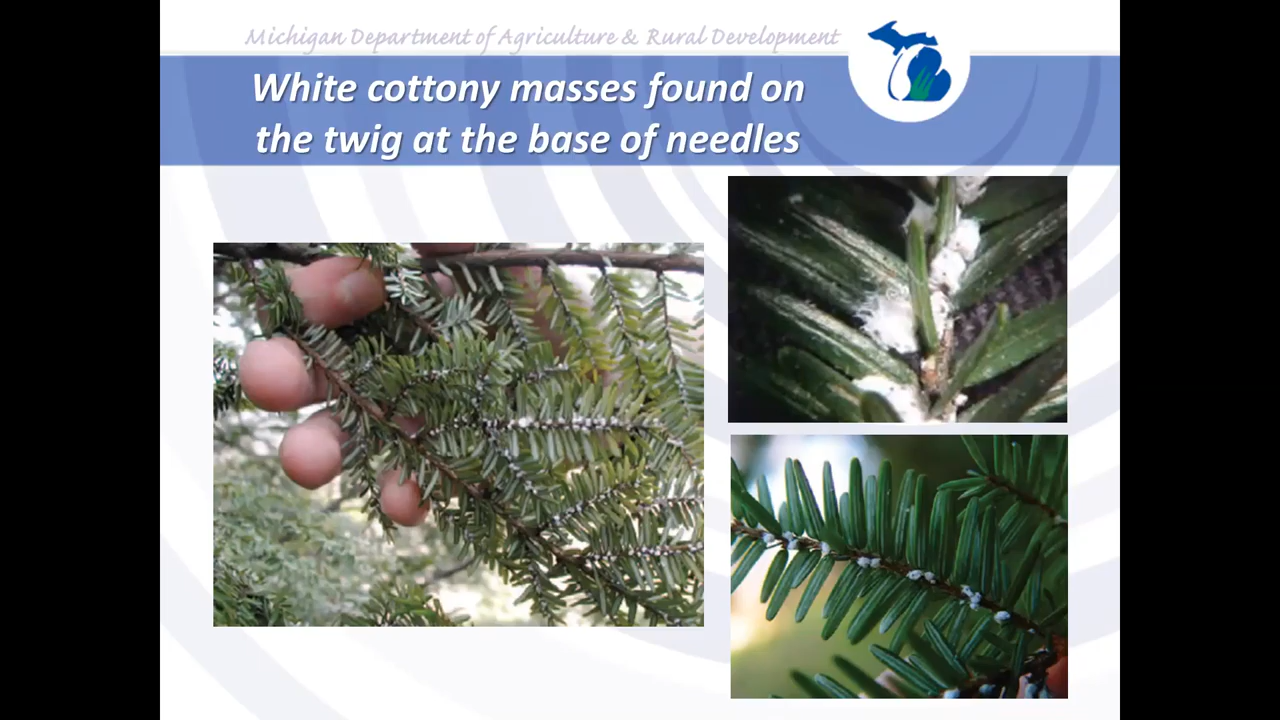 Michigan Department of Agriculture & Rural Development
White cottony masses found on
the twig at the base of needles